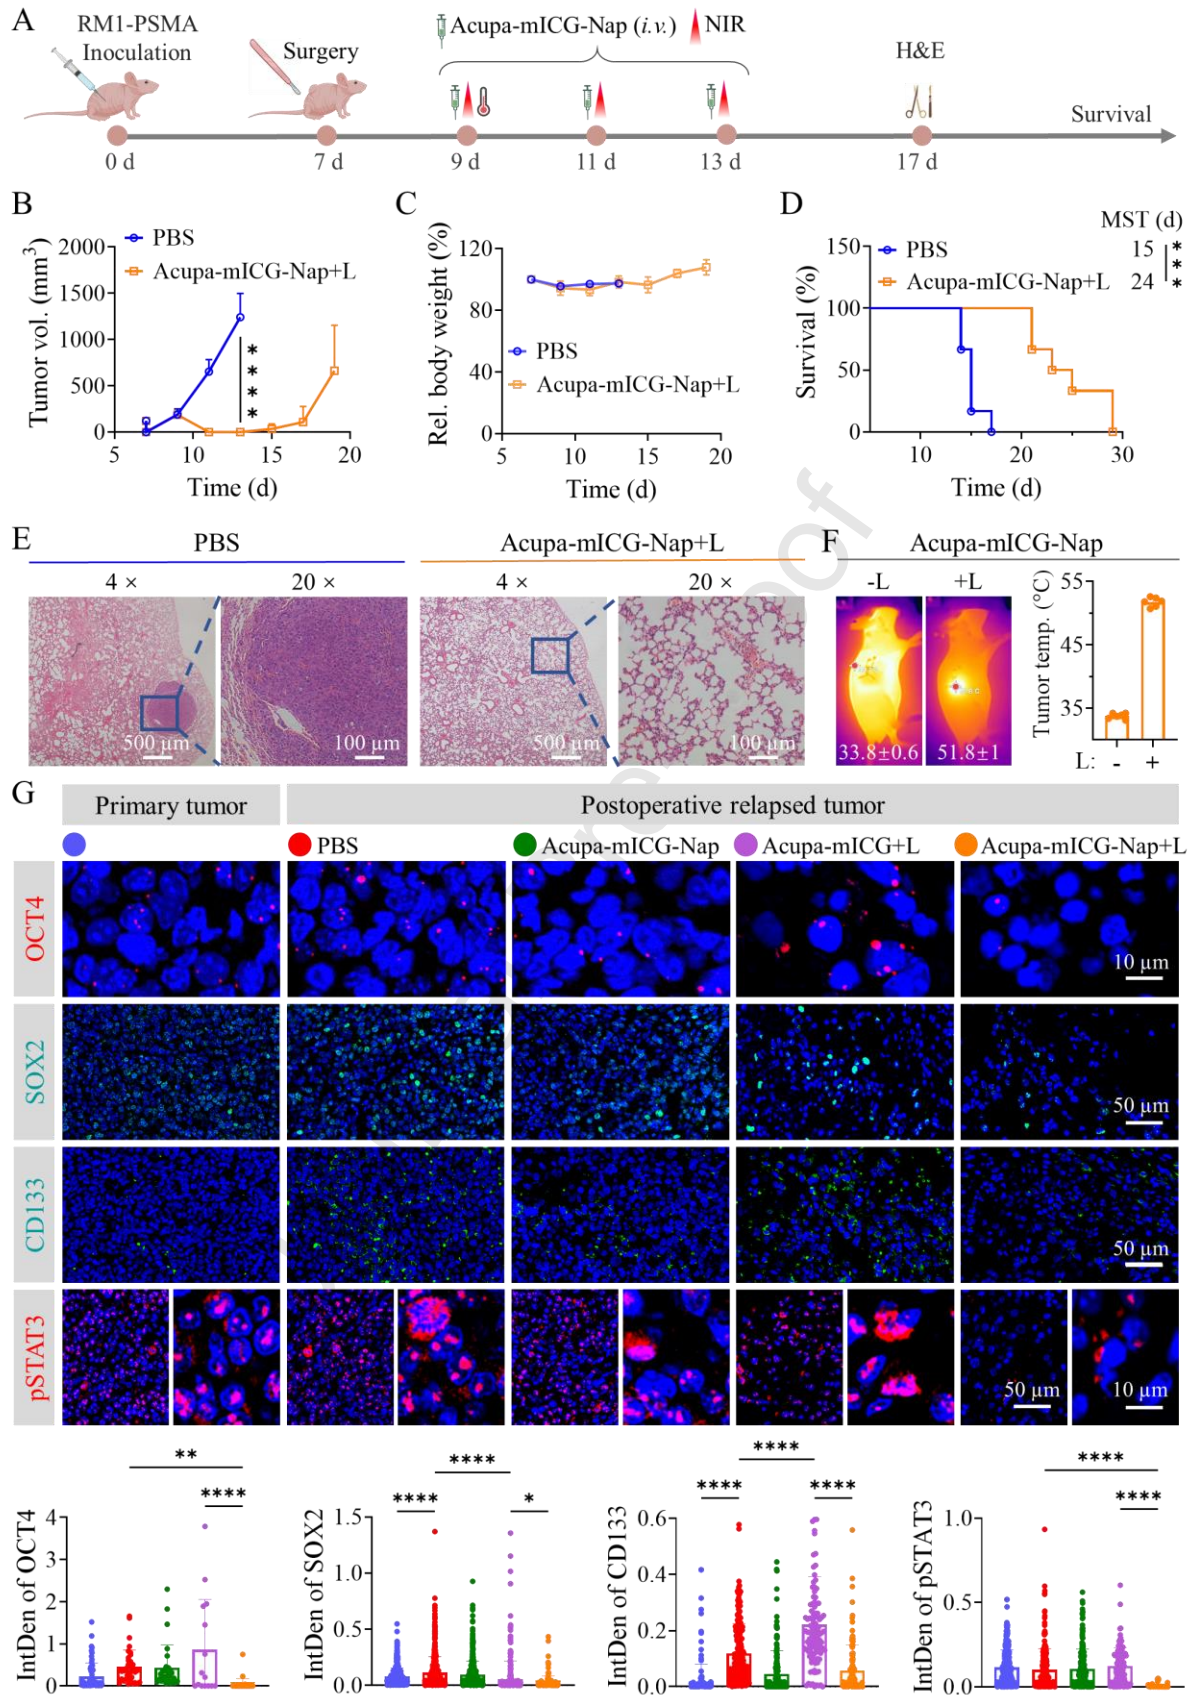 A
RM1-PSMA
Inoculation
Surgery
Acupa-mICG-Nap (i.v.)
NIR
H&E
Survival
0 d
7 d
9 d
11 d
13 d
17 d
B
PBS
Acupa-mICG-Nap+L
Tumor vol. (mm³)
2000
1500
1000
500
0
****
5
10
15
20
Time (d)
C
Rel. body weight (%)
120
80
40
0
PBS
Acupa-mICG-Nap+L
5
10
15
20
Time (d)
D
MST (d)
PBS
15
Acupa-mICG-Nap+L
24
***
Survival (%)
150
100
50
0
10
20
30
Time (d)
E
PBS
Acupa-mICG-Nap+L
4 ×
20 ×
4 ×
20 ×
500 µm
100 µm
500 µm
100 µm
F
Acupa-mICG-Nap
-L
+L
33.8±0.6
51.8±1
Tumor temp. (°C)
55
45
35
L: - +
G
Primary tumor
Postoperative relapsed tumor
PBS
Acupa-mICG-Nap
Acupa-mICG+L
Acupa-mICG-Nap+L
OCT4
10 µm
SOX2
50 µm
CD133
50 µm
pSTAT3
50 µm
10 µm
IntDen of OCT4
4
3
2
1
0
**
****
IntDen of SOX2
1.5
1.0
0.5
0.0
****
****
*
IntDen of CD133
0.6
0.4
0.2
0.0
****
****
****
IntDen of pSTAT3
1.0
0.5
0.0
****
****